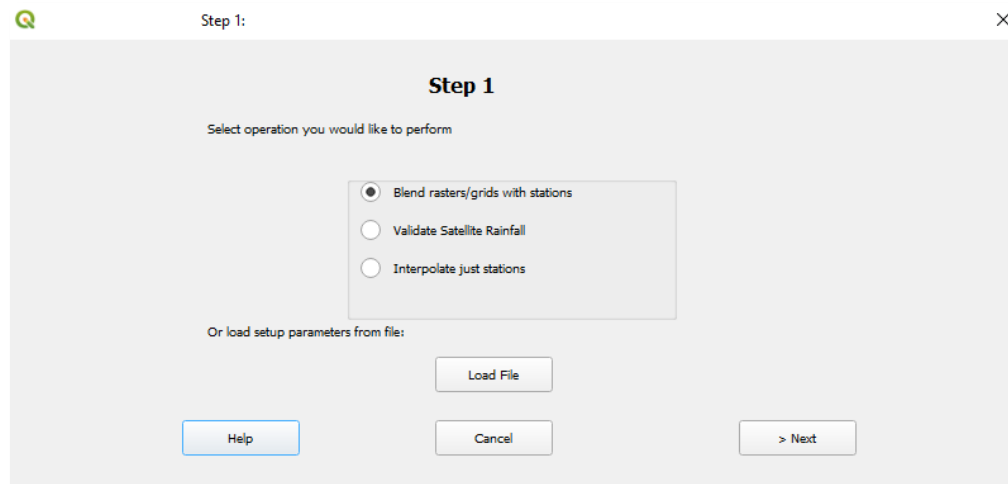 Step 1:
Step 1
Select operation you would like to perform
Blend rasters/grids with stations
Validate Satellite Rainfall
Interpolate just stations
Or load setup parameters from file:
Load File
Help
Cancel
> Next